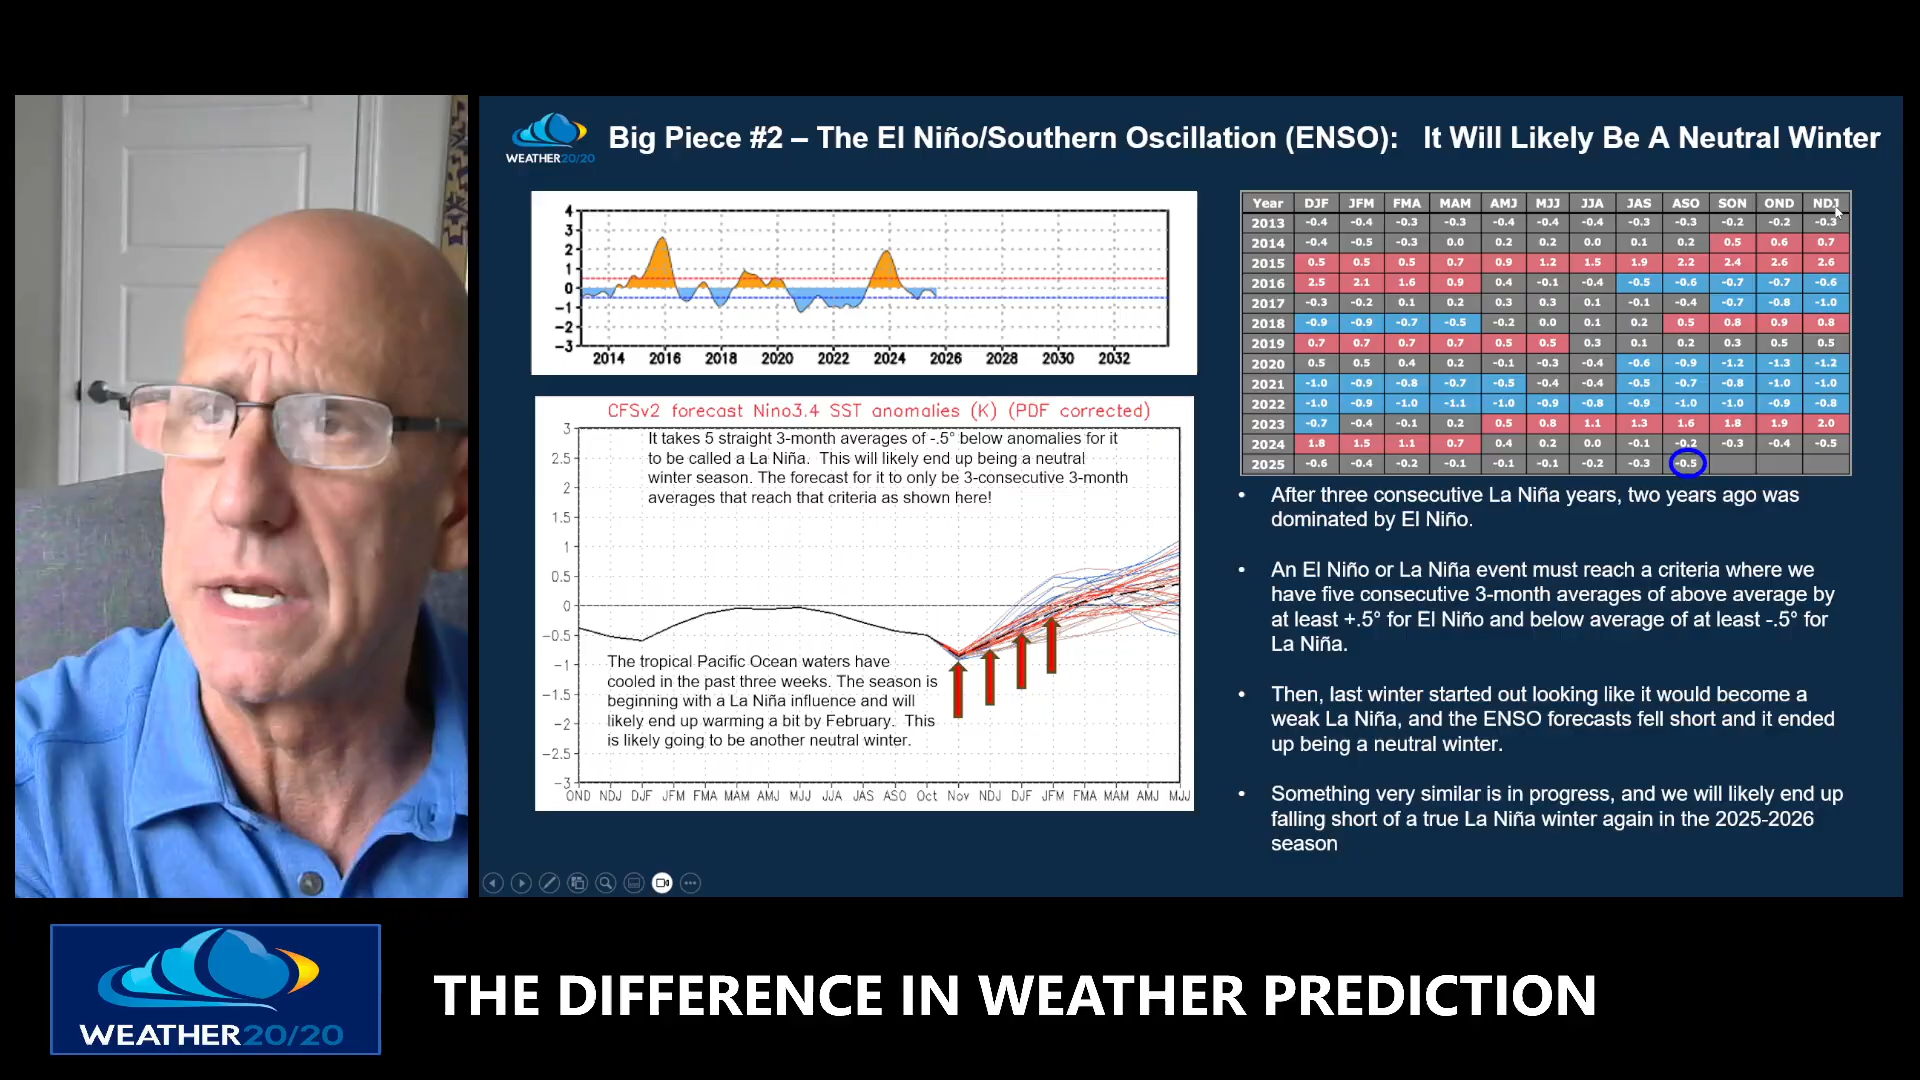 WEATHER20/20
Big Piece #2 – The El Niño/Southern Oscillation (ENSO): It Will Likely Be A Neutral Winter
4
3
2
1
0
−1
−2
−3
2014 2016 2018 2020 2022 2024 2026 2028 2030 2032
CFSv2 forecast Nino3.4 SST anomalies (K) (PDF corrected)
It takes 5 straight 3-month averages of -.5° below anomalies for it
to be called a La Niña. This will likely end up being a neutral
winter season. The forecast for it to only be 3-consecutive 3-month
averages that reach that criteria as shown here!
3
2.5
2
1.5
1
0.5
0
−0.5
−1
−1.5
−2
−2.5
−3
The tropical Pacific Ocean waters have
cooled in the past three weeks. The season is
beginning with a La Niña influence and will
likely end up warming a bit by February. This
is likely going to be another neutral winter.
OND NDJ DJF JFM FMA MAM AMJ MJJ JJA JAS ASO Oct Nov NDJ DJF JFM FMA MAM AMJ MJJ
Year DJF JFM FMA MAM AMJ MJJ JJA JAS ASO SON OND NDJ
2013 -0.4 -0.4 -0.3 -0.3 -0.4 -0.4 -0.4 -0.3 -0.3 -0.2 -0.2 -0.3
2014 -0.4 -0.5 -0.3 0.0 0.2 0.2 0.0 0.1 0.2 0.5 0.6 0.7
2015 0.5 0.5 0.5 0.7 0.9 1.2 1.5 1.9 2.2 2.4 2.6 2.6
2016 2.5 2.1 1.6 0.9 0.4 -0.1 -0.4 -0.5 -0.6 -0.7 -0.7 -0.6
2017 -0.3 -0.2 0.1 0.2 0.3 0.3 0.1 -0.1 -0.4 -0.7 -0.8 -1.0
2018 -0.9 -0.9 -0.7 -0.5 -0.2 0.0 0.1 0.2 0.5 0.8 0.9 0.8
2019 0.7 0.7 0.7 0.7 0.5 0.5 0.3 0.1 0.2 0.3 0.5 0.5
2020 0.5 0.5 0.4 0.2 -0.1 -0.3 -0.4 -0.6 -0.9 -1.2 -1.3 -1.2
2021 -1.0 -0.9 -0.8 -0.7 -0.5 -0.4 -0.4 -0.5 -0.7 -0.8 -1.0 -1.0
2022 -1.0 -0.9 -1.0 -1.1 -1.0 -0.9 -0.8 -0.9 -1.0 -1.0 -0.9 -0.8
2023 -0.7 -0.4 -0.1 0.2 0.5 0.8 1.1 1.3 1.6 1.8 1.9 2.0
2024 1.8 1.5 1.1 0.7 0.4 0.2 0.0 -0.1 -0.2 -0.3 -0.4 -0.5
2025 -0.6 -0.4 -0.2 -0.1 -0.1 -0.1 -0.2 -0.3 -0.5
• After three consecutive La Niña years, two years ago was
dominated by El Niño.
• An El Niño or La Niña event must reach a criteria where we
have five consecutive 3-month averages of above average by
at least +.5° for El Niño and below average of at least -.5° for
La Niña.
• Then, last winter started out looking like it would become a
weak La Niña, and the ENSO forecasts fell short and it ended
up being a neutral winter.
• Something very similar is in progress, and we will likely end up
falling short of a true La Niña winter again in the 2025-2026
season
WEATHER20/20
THE DIFFERENCE IN WEATHER PREDICTION